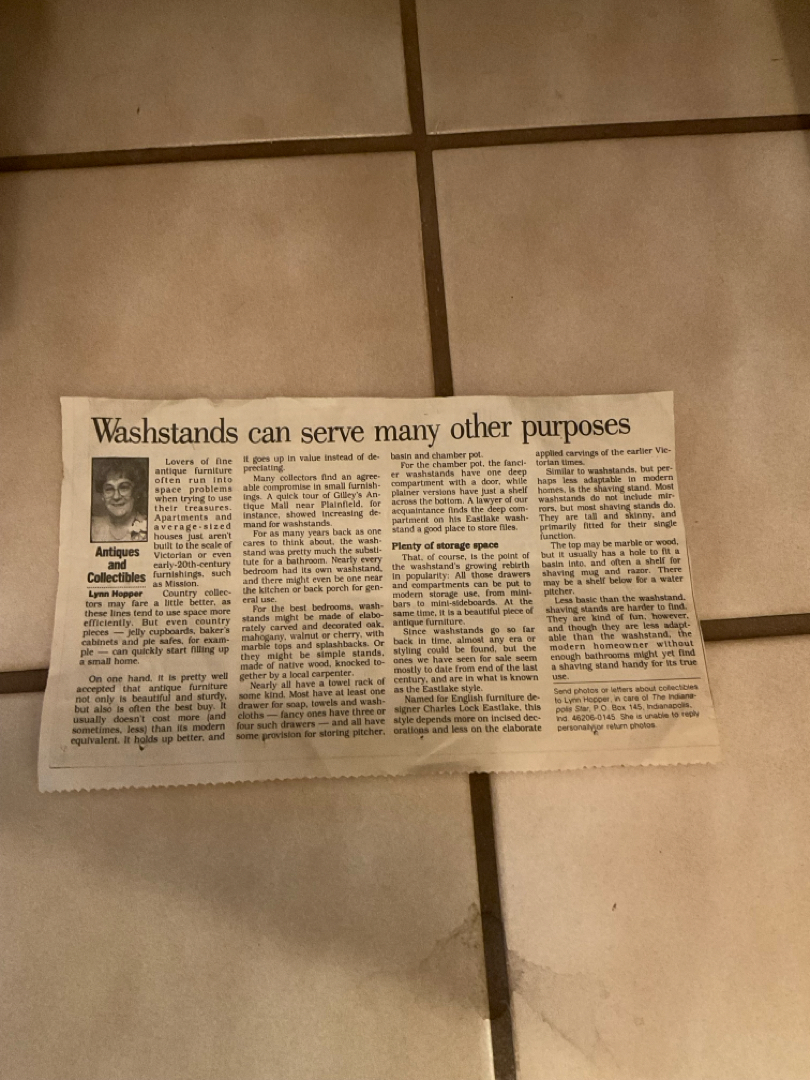 Washstands can serve many other purposes
Antiques
and
Collectibles
Lynn Hopper
Lovers of fine
antique furniture
often run into
space problems
when trying to use
their treasures.
Apartments and
average-sized
houses just aren't
built to the scale of
Victorian or even
early-20th-century
furnishings, such
as Mission.
Country collec-
tors may fare a little better, as
these lines tend to use space more
efficiently. But even country
pieces — jelly cupboards, baker's
cabinets and pie safes, for exam-
ple — can quickly start filling up
a small home.
On one hand, it is pretty well
accepted that antique furniture
not only is beautiful and sturdy,
but also is often the best buy. It
usually doesn't cost more (and
sometimes, less) than its modern
equivalent. It holds up better, and
it goes up in value instead of de-
preciating.
Many collectors find an agree-
able compromise in small furnish-
ings. A quick tour of Gilley's An-
tique Mall near Plainfield, for
instance, showed increasing de-
mand for washstands.
For as many years back as one
cares to think about, the wash-
stand was pretty much the substi-
tute for a bathroom. Nearly every
bedroom had its own washstand,
and there might even be one near
the kitchen or back porch for gen-
eral use.
For the best bedrooms, wash-
stands might be made of elabo-
rately carved and decorated oak,
mahogany, walnut or cherry, with
marble tops and splashbacks. Or
they might be simple stands,
made of native wood, knocked to-
gether by a local carpenter.
Nearly all have a towel rack of
some kind. Most have at least one
drawer for soap, towels and wash-
cloths — fancy ones have three or
four such drawers — and all have
some provision for storing pitcher,
basin and chamber pot.
For the chamber pot, the fanci-
er washstands have one deep
compartment with a door, while
plainer versions have just a shelf
across the bottom. A lawyer of our
acquaintance finds the deep com-
partment on his Eastlake wash-
stand a good place to store files.
Plenty of storage space
That, of course, is the point of
the washstand's growing rebirth
in popularity: All those drawers
and compartments can be put to
modern storage use, from mini-
bars to mini-sideboards. At the
same time, it is a beautiful piece of
antique furniture.
Since washstands go so far
back in time, almost any era or
styling could be found, but the
ones we have seen for sale seem
mostly to date from end of the last
century, and are in what is known
as the Eastlake style.
Named for English furniture de-
signer Charles Lock Eastlake, this
style depends more on incised dec-
orations and less on the elaborate
applied carvings of the earlier Vic-
torian times.
Similar to washstands, but per-
haps less adaptable in modern
homes, is the shaving stand. Most
washstands do not include mir-
rors, but most shaving stands do.
They are tall and skinny, and
primarily fitted for their single
function.
The top may be marble or wood,
but it usually has a hole to fit a
basin into, and often a shelf for
shaving mug and razor. There
may be a shelf below for a water
pitcher.
Less basic than the washstand,
shaving stands are harder to find.
They are kind of fun, however,
and though they are less adapt-
able than the washstand, the
modern homeowner without
enough bathrooms might yet find
a shaving stand handy for its true
use.
Send photos or letters about collectibles
to Lynn Hopper, in care of The Indiana-
polis Star, P.O. Box 145, Indianapolis,
Ind. 46206-0145. She is unable to reply
personally or return photos.